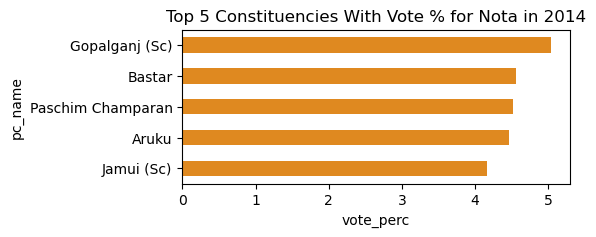 Top 5 Constituencies With Vote % for Nota in 2014
pc_name
Gopalganj (Sc)
Bastar
Paschim Champaran
Aruku
Jamui (Sc)
0 1 2 3 4 5
vote_perc